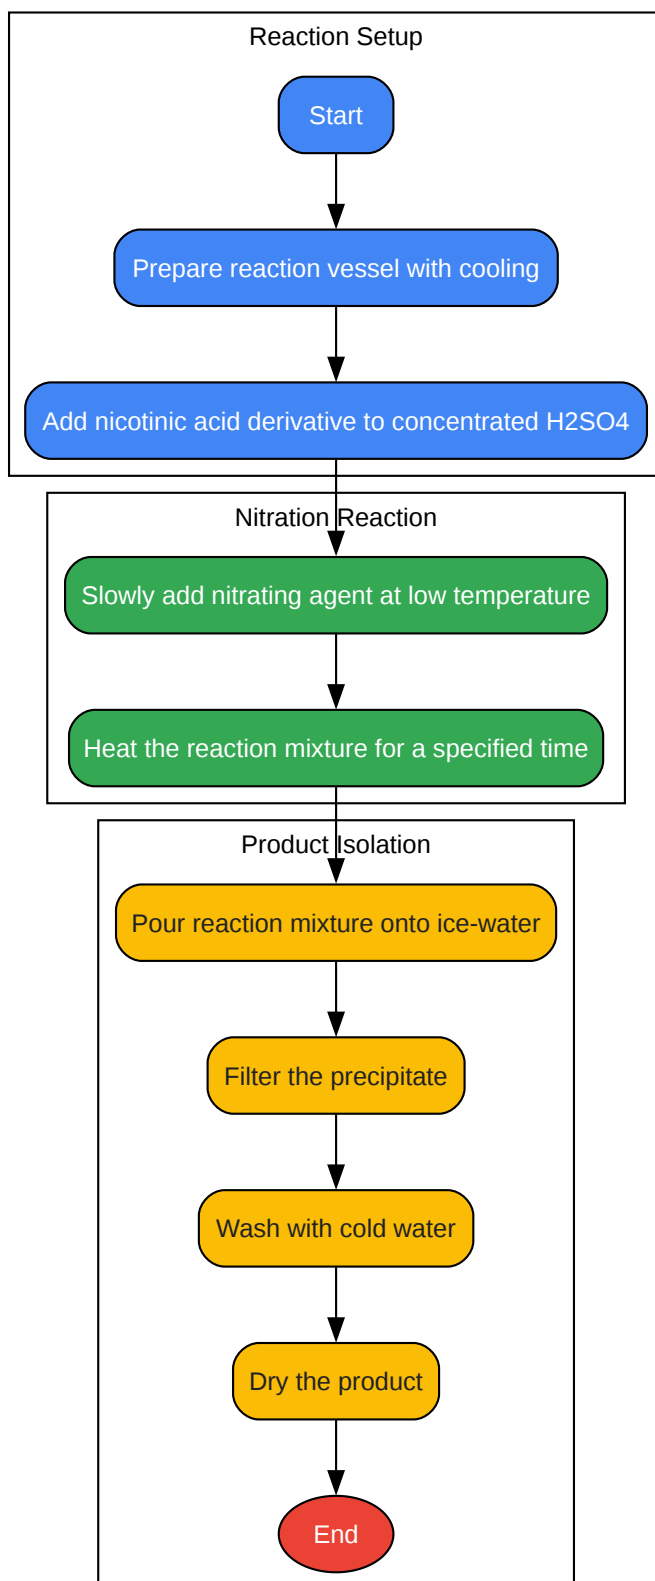 Reaction Setup
Start
Prepare reaction vessel with cooling
Add nicotinic acid derivative to concentrated H2SO4
Nitration Reaction
Slowly add nitrating agent at low temperature
Heat the reaction mixture for a specified time
Product Isolation
Pour reaction mixture onto ice-water
Filter the precipitate
Wash with cold water
Dry the product
End